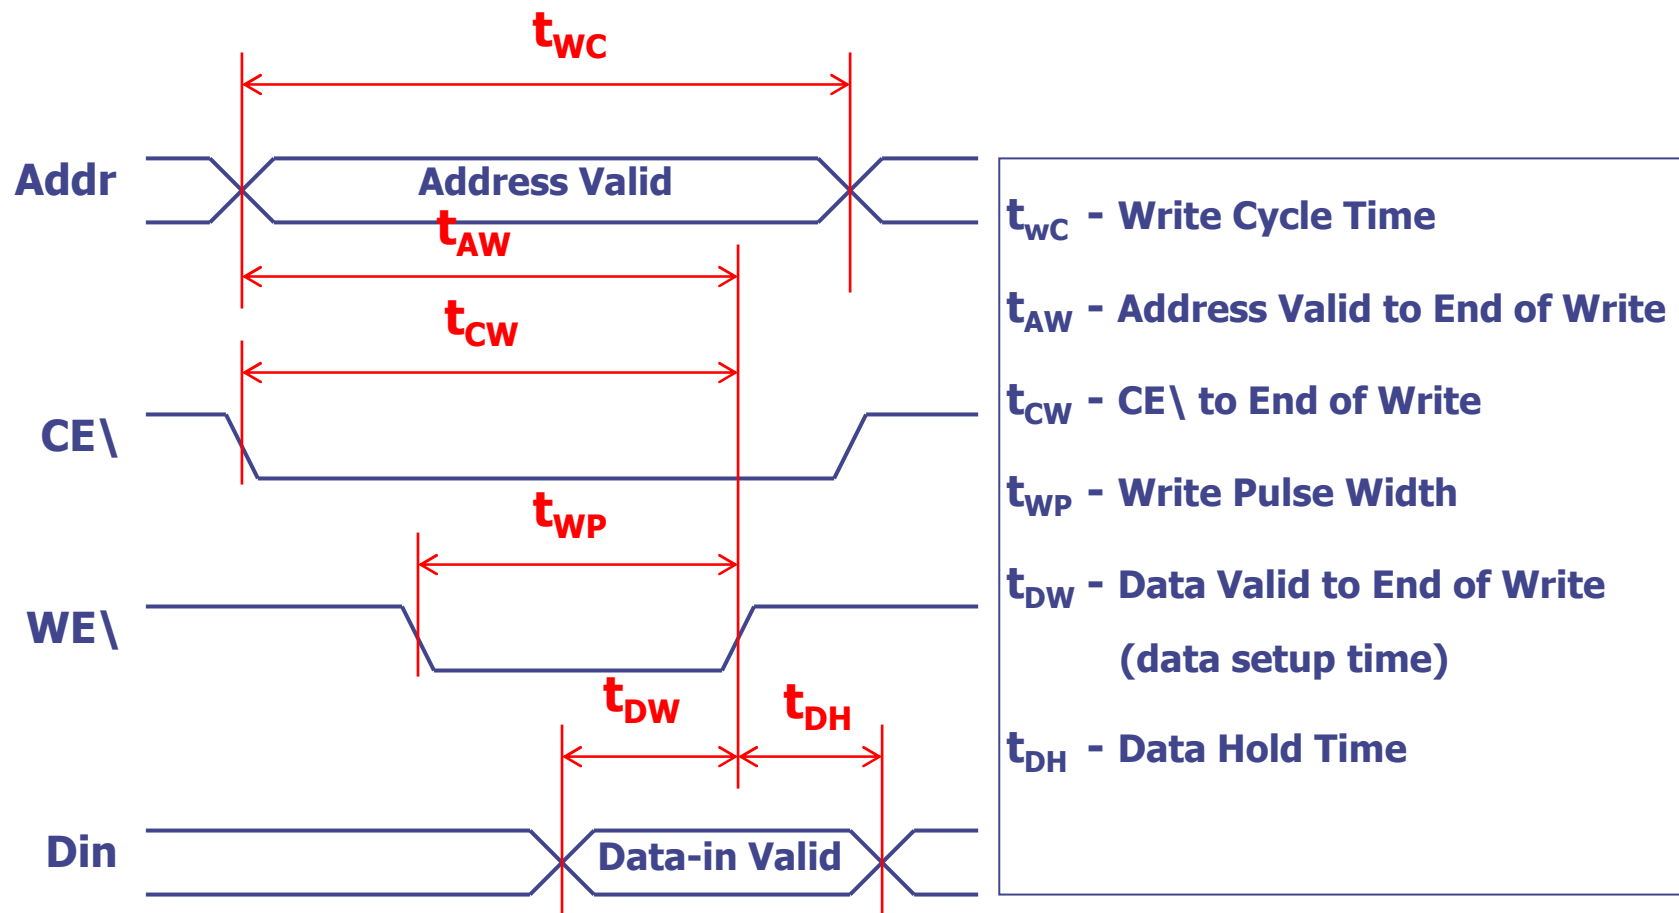 tWC
Addr
Address Valid
tAW
tCW
CE\
tWP
WE\
tDW
tDH
Din
Data-in Valid
twC - Write Cycle Time
tAW - Address Valid to End of Write
tCW - CE\ to End of Write
tWP - Write Pulse Width
tDW - Data Valid to End of Write
(data setup time)
tDH - Data Hold Time